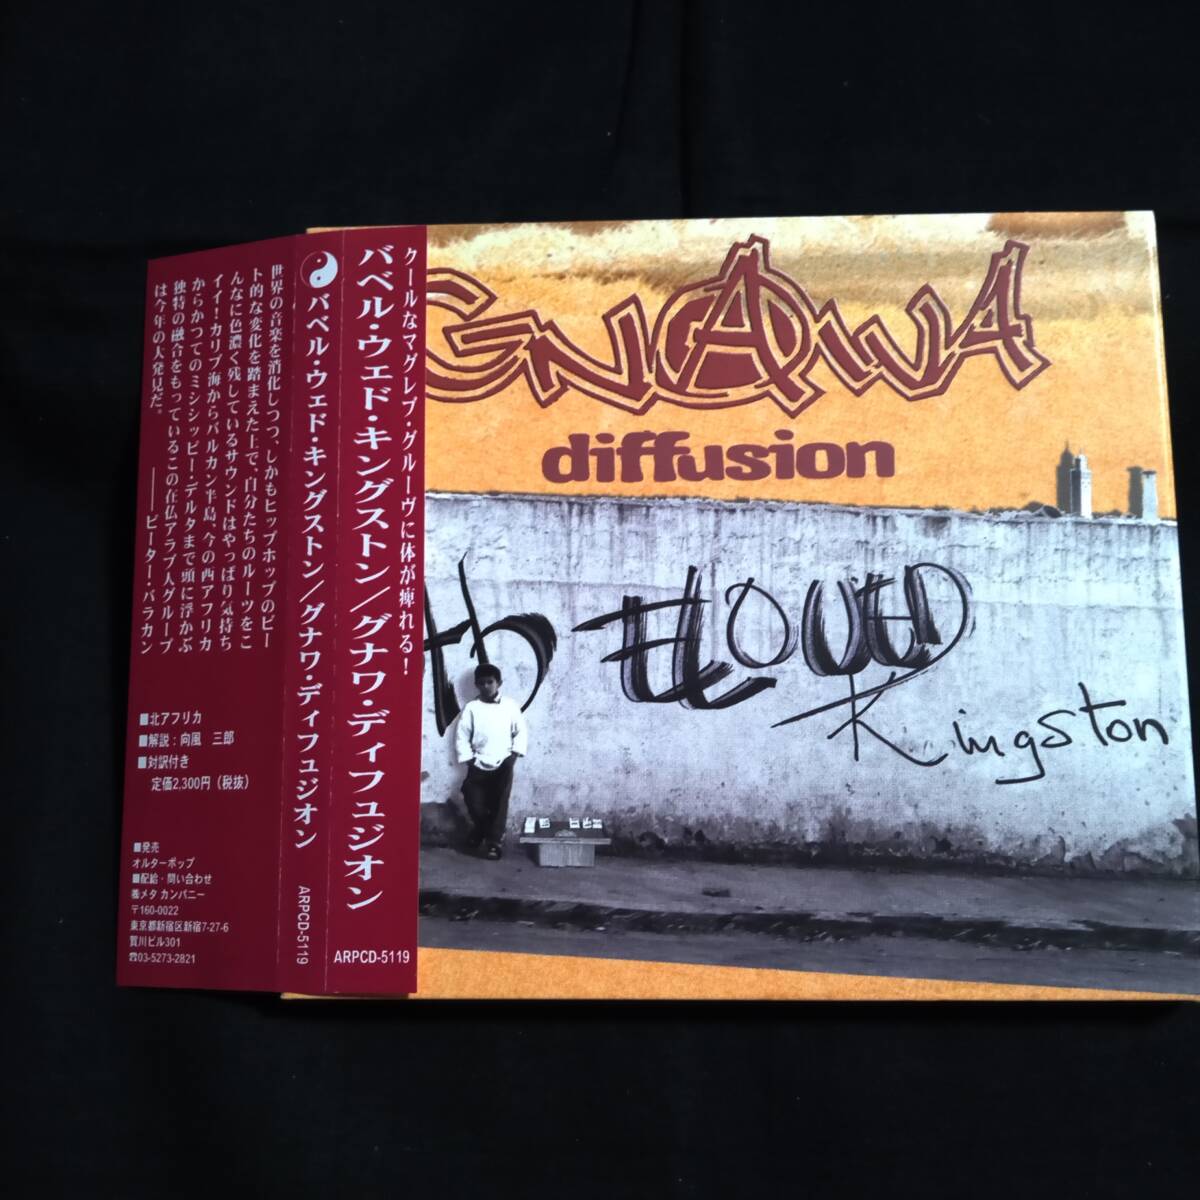 GNAWA
diffusion
ab ELOUED
Kingston
クールなマグレブ・グルーヴに体が痺れる!
バベル・ウェド・キングストン/グナワ・ディフュジオン
ARPCD-5119
バベル・ウェド・キングストン/グナワ・ディフュジオン
ARPCD-5119
世界の音楽を消化しつつ、しかもヒップホップのビー
ト的な変化を踏まえた上で、自分たちのルーツをこ
んなに色濃く残しているサウンドはやっぱり気持ち
イイ!カリブ海からバルカン半島、今の西アフリカ
からかつてのミシシッピー・デルタまで頭に浮かぶ
独特の融合をもっているこの在仏アラブ人グループ
は今年の大発見だ。
――ピーター・バラカン
■北アフリカ
■解説:向風 三郎
■対訳付き
定価2,300円(税抜)
■発売
オルターポップ
■配給・問い合わせ
㈱メタ カンパニー
〒160-0022
東京都新宿区新宿7-27-6
賀川ビル301
☎03-5273-2821